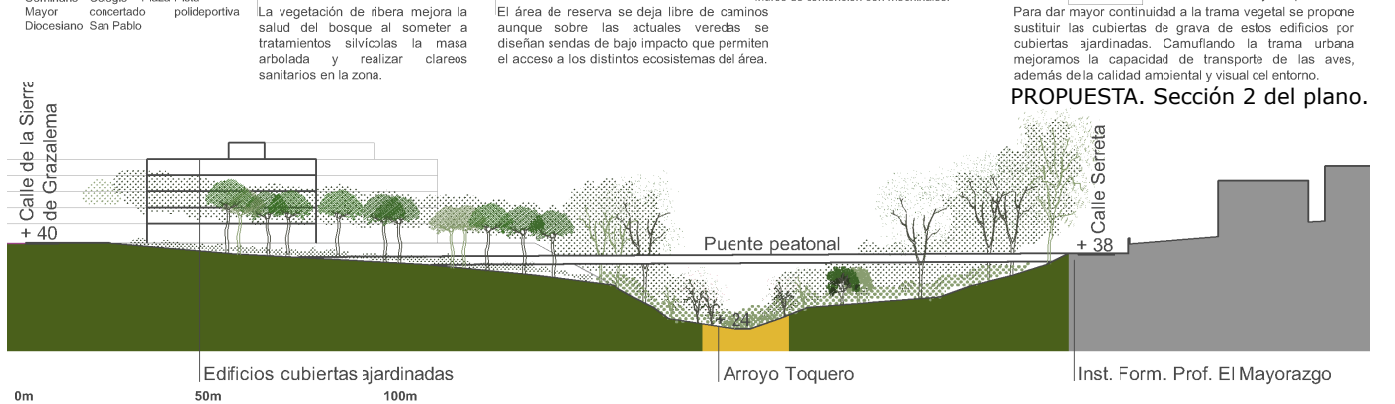 Seminario Colegio Plaza Pista
Mayor concertado polideportiva
Diocesiano San Pablo
La vegetación de ribera mejora la
salud del bosque al someter a
tratamientos silvícolas la masa
arbolada y realizar clareos
sanitarios en la zona.
El área de reserva se deja libre de caminos
aunque sobre las actuales veredas se
diseñan sendas de bajo impacto que permiten
el acceso a los distintos ecosistemas del área.
Para dar mayor continuidad a la trama vegetal se propone
sustituir las cubiertas de grava de estos edificios por
cubiertas ajardinadas. Camuflando la trama urbana
mejoramos la capacidad de transporte de las aves,
además de la calidad ambiental y visual del entorno.
PROPUESTA. Sección 2 del plano.
Calle de la Sierra
de Grazalema
+ 40
Puente peatonal
Calle Serreta
+ 38
+ 24
Edificios cubiertas ajardinadas
Arroyo Toquero
Inst. Form. Prof. El Mayorazgo
0m 50m 100m